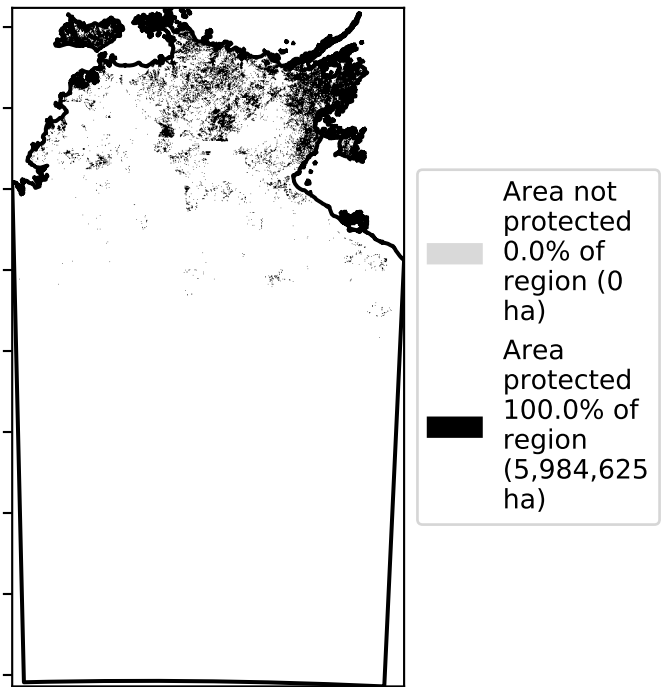 Area not
protected
0.0% of
region (0
ha)
Area
protected
100.0% of
region
(5,984,625
ha)